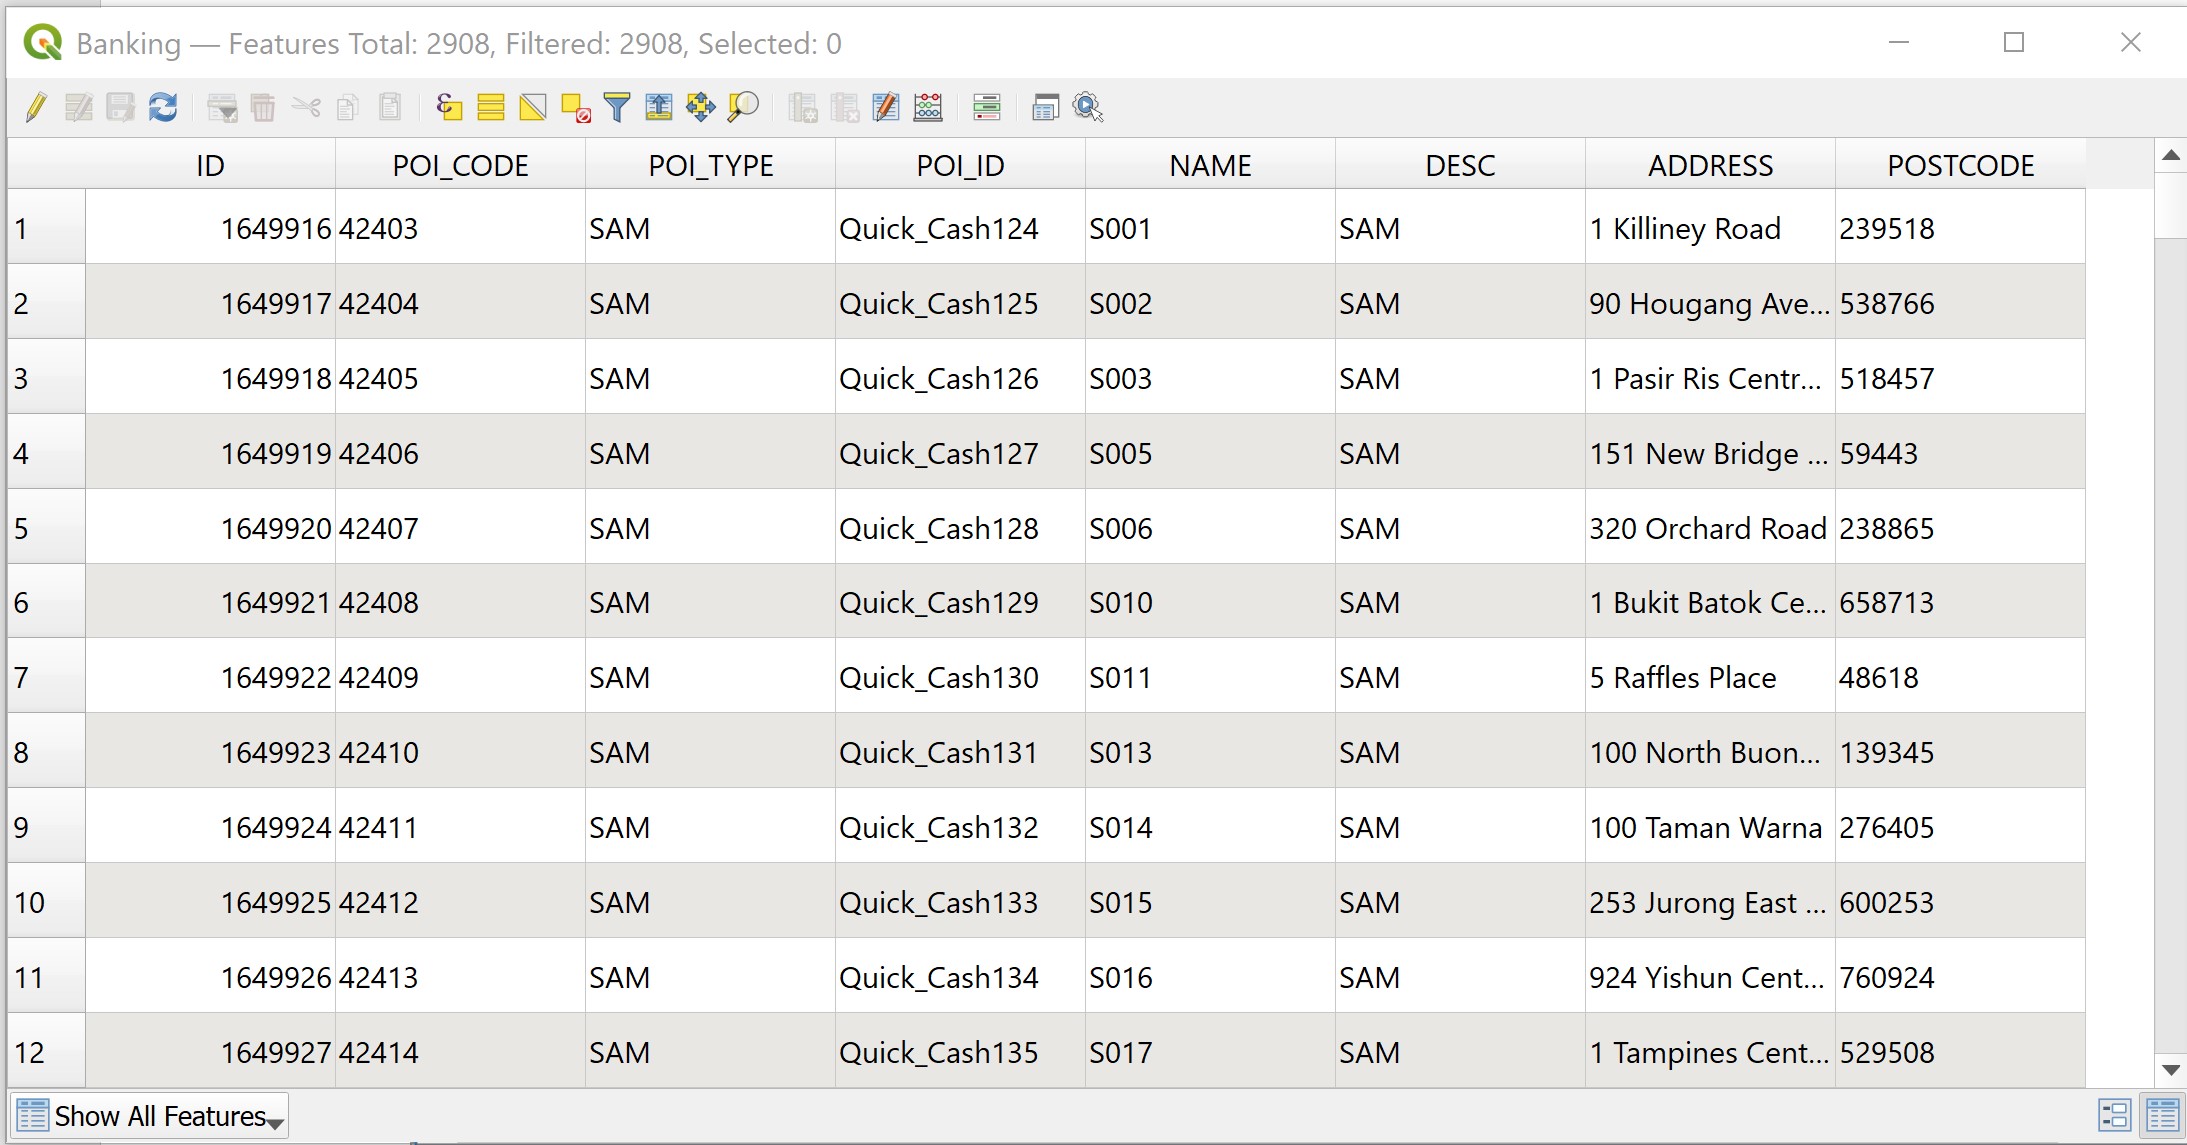 Banking — Features Total: 2908, Filtered: 2908, Selected: 0
ID POI_CODE POI_TYPE POI_ID NAME DESC ADDRESS POSTCODE
1 1649916 42403 SAM Quick_Cash124 S001 SAM 1 Killiney Road 239518
2 1649917 42404 SAM Quick_Cash125 S002 SAM 90 Hougang Ave... 538766
3 1649918 42405 SAM Quick_Cash126 S003 SAM 1 Pasir Ris Centr... 518457
4 1649919 42406 SAM Quick_Cash127 S005 SAM 151 New Bridge ... 59443
5 1649920 42407 SAM Quick_Cash128 S006 SAM 320 Orchard Road 238865
6 1649921 42408 SAM Quick_Cash129 S010 SAM 1 Bukit Batok Ce... 658713
7 1649922 42409 SAM Quick_Cash130 S011 SAM 5 Raffles Place 48618
8 1649923 42410 SAM Quick_Cash131 S013 SAM 100 North Buon... 139345
9 1649924 42411 SAM Quick_Cash132 S014 SAM 100 Taman Warna 276405
10 1649925 42412 SAM Quick_Cash133 S015 SAM 253 Jurong East ... 600253
11 1649926 42413 SAM Quick_Cash134 S016 SAM 924 Yishun Cent... 760924
12 1649927 42414 SAM Quick_Cash135 S017 SAM 1 Tampines Cent... 529508
Show All Features